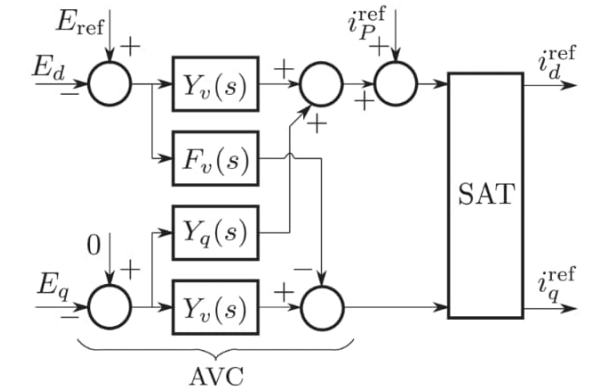 E_ref
+
i_P^ref
+
E_d
−
Y_v(s)
+
+
i_d^ref
+
F_v(s)
SAT
0
+
Y_q(s)
−
E_q
−
Y_v(s)
+
i_q^ref
AVC